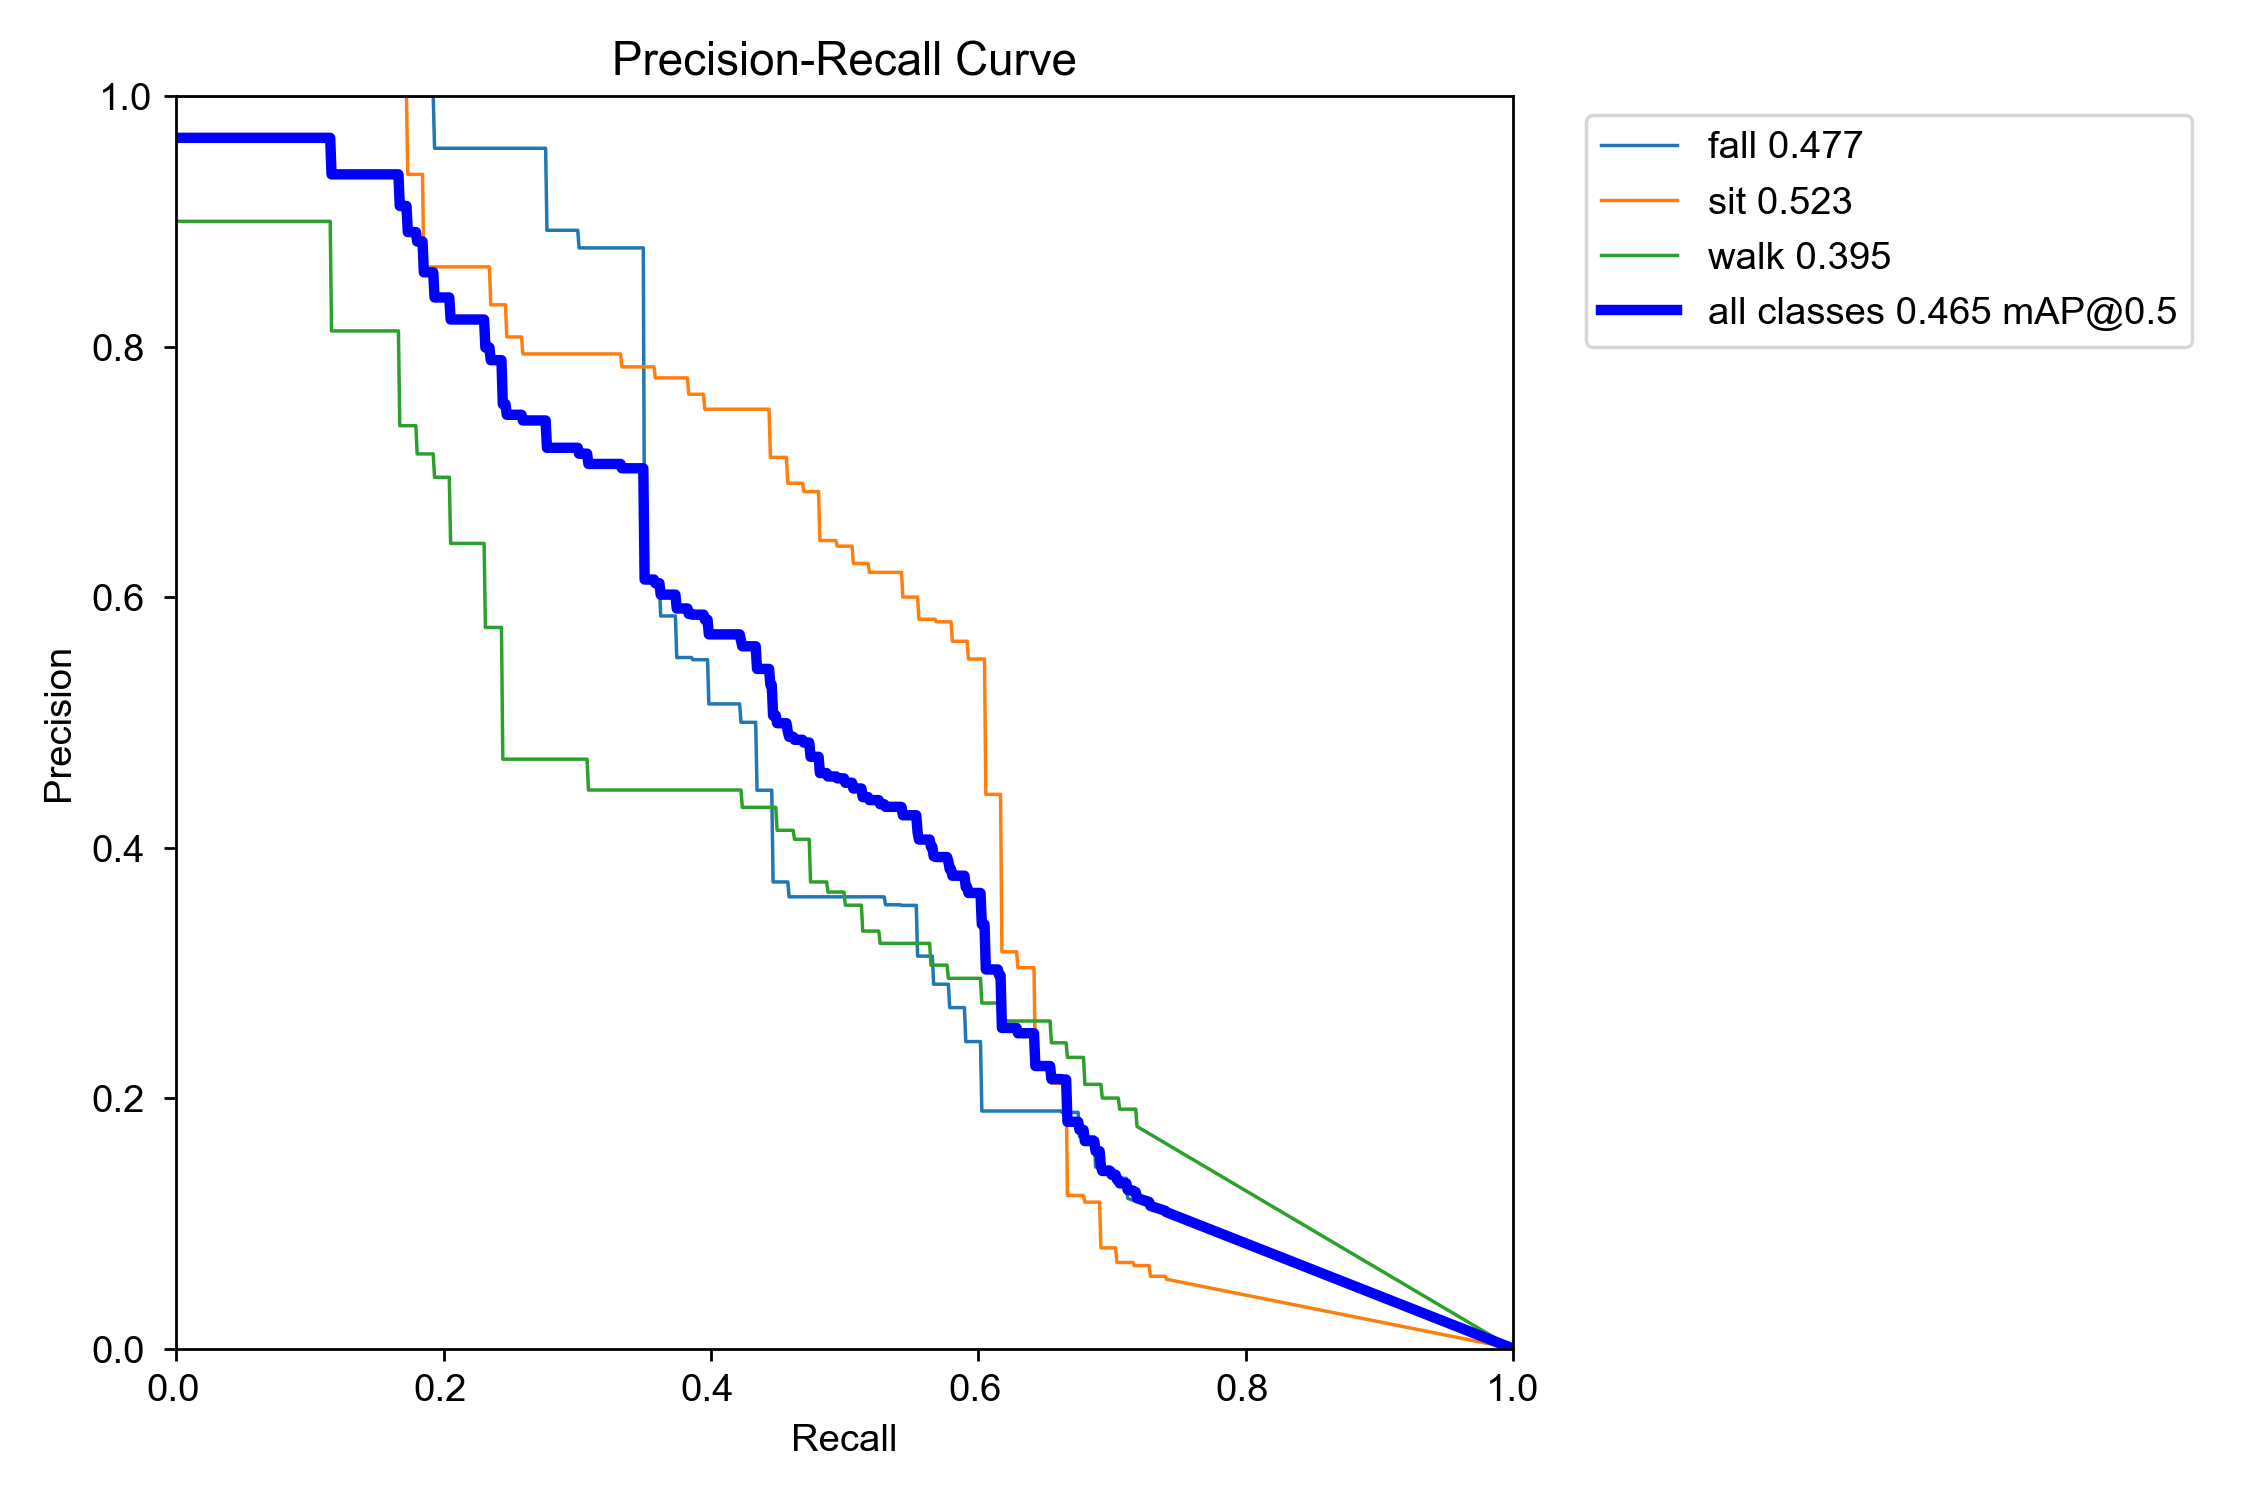 Precision-Recall Curve
1.0
0.8
0.6
0.4
0.2
0.0
Precision
0.0 0.2 0.4 0.6 0.8 1.0
Recall
fall 0.477
sit 0.523
walk 0.395
all classes 0.465 mAP@0.5